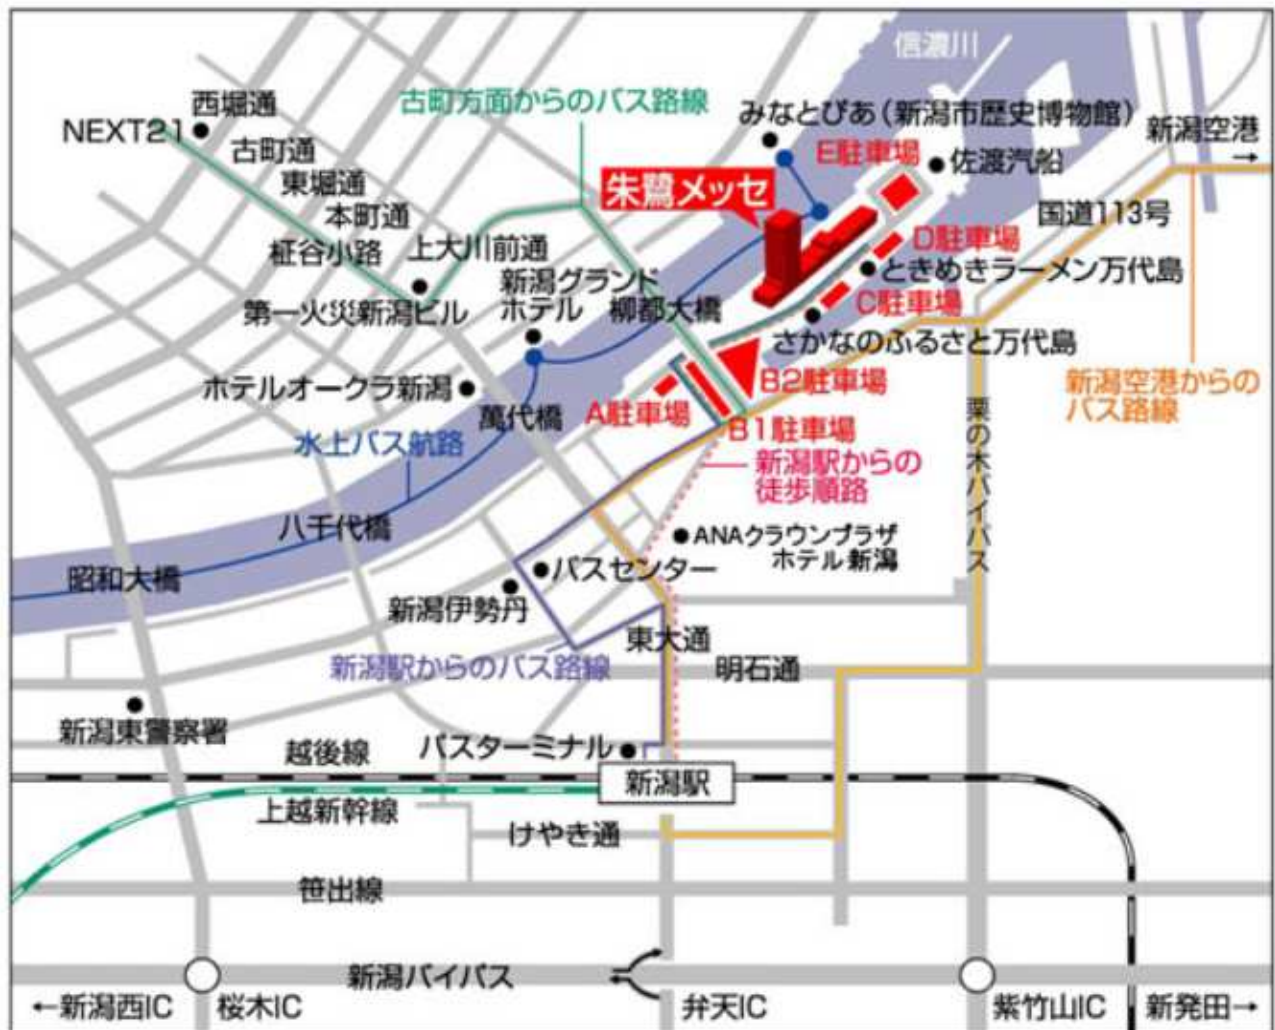 信濃川
西堀通
古町方面からのバス路線
みなとぴあ（新潟市歴史博物館）
NEXT21
新潟空港
→
古町通
E駐車場
佐渡汽船
東堀通
朱鷺メッセ
本町通
国道113号
柾谷小路
上大川前通
D駐車場
新潟グランド
ホテル
ときめきラーメン万代島
第一火災新潟ビル
柳都大橋
C駐車場
さかなのふるさと万代島
ホテルオークラ新潟
B2駐車場
新潟空港からの
バス路線
萬代橋
A駐車場
B1駐車場
栗の木バイパス
水上バス航路
新潟駅からの
徒歩順路
八千代橋
ANAクラウンプラザ
ホテル新潟
昭和大橋
バスセンター
新潟伊勢丹
東大通
新潟駅からのバス路線
明石通
新潟東警察署
越後線
バスターミナル
新潟駅
上越新幹線
けやき通
笹出線
新潟バイパス
←新潟西IC
桜木IC
弁天IC
紫竹山IC
新発田→